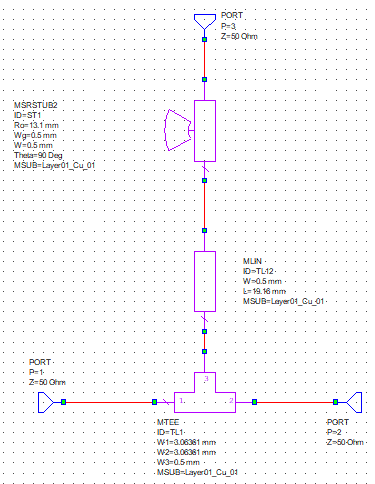 PORT
P=3
Z=50 Ohm
MSRSTUB2
ID=ST1
Ro=13.1 mm
Wg=0.5 mm
W=0.5 mm
Theta=90 Deg
MSUB=Layer01_Cu_01
MLIN
ID=TL12
W=0.5 mm
L=19.16 mm
MSUB=Layer01_Cu_01
PORT
P=1
Z=50 Ohm
3
1
2
MTEE
ID=TL1
W1=3.06361 mm
W2=3.06361 mm
W3=0.5 mm
MSUB=Layer01_Cu_01
PORT
P=2
Z=50 Ohm